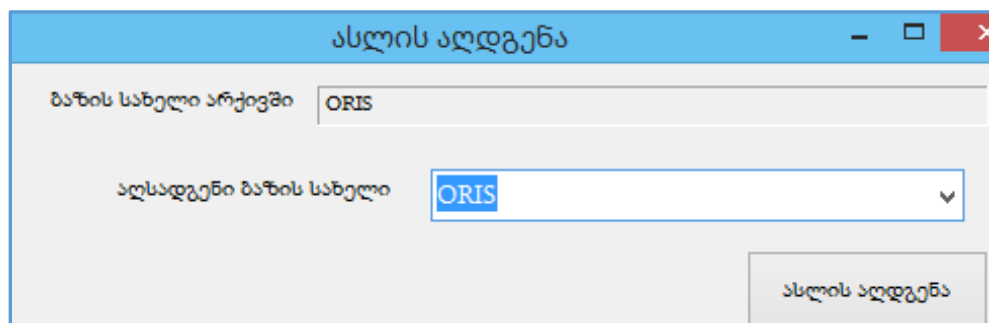 ასლის აღდგენა
ბაზის სახელი არქივში ORIS
აღსადგენი ბაზის სახელი ORIS
ასლის აღდგენა